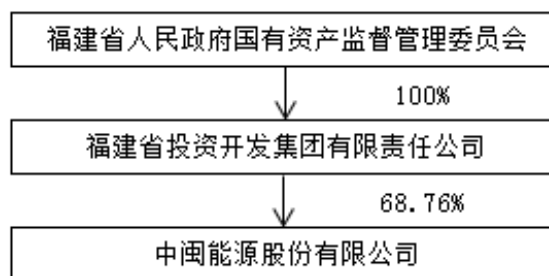 福建省人民政府国有资产监督管理委员会
100%
福建省投资开发集团有限责任公司
68.76%
中闽能源股份有限公司